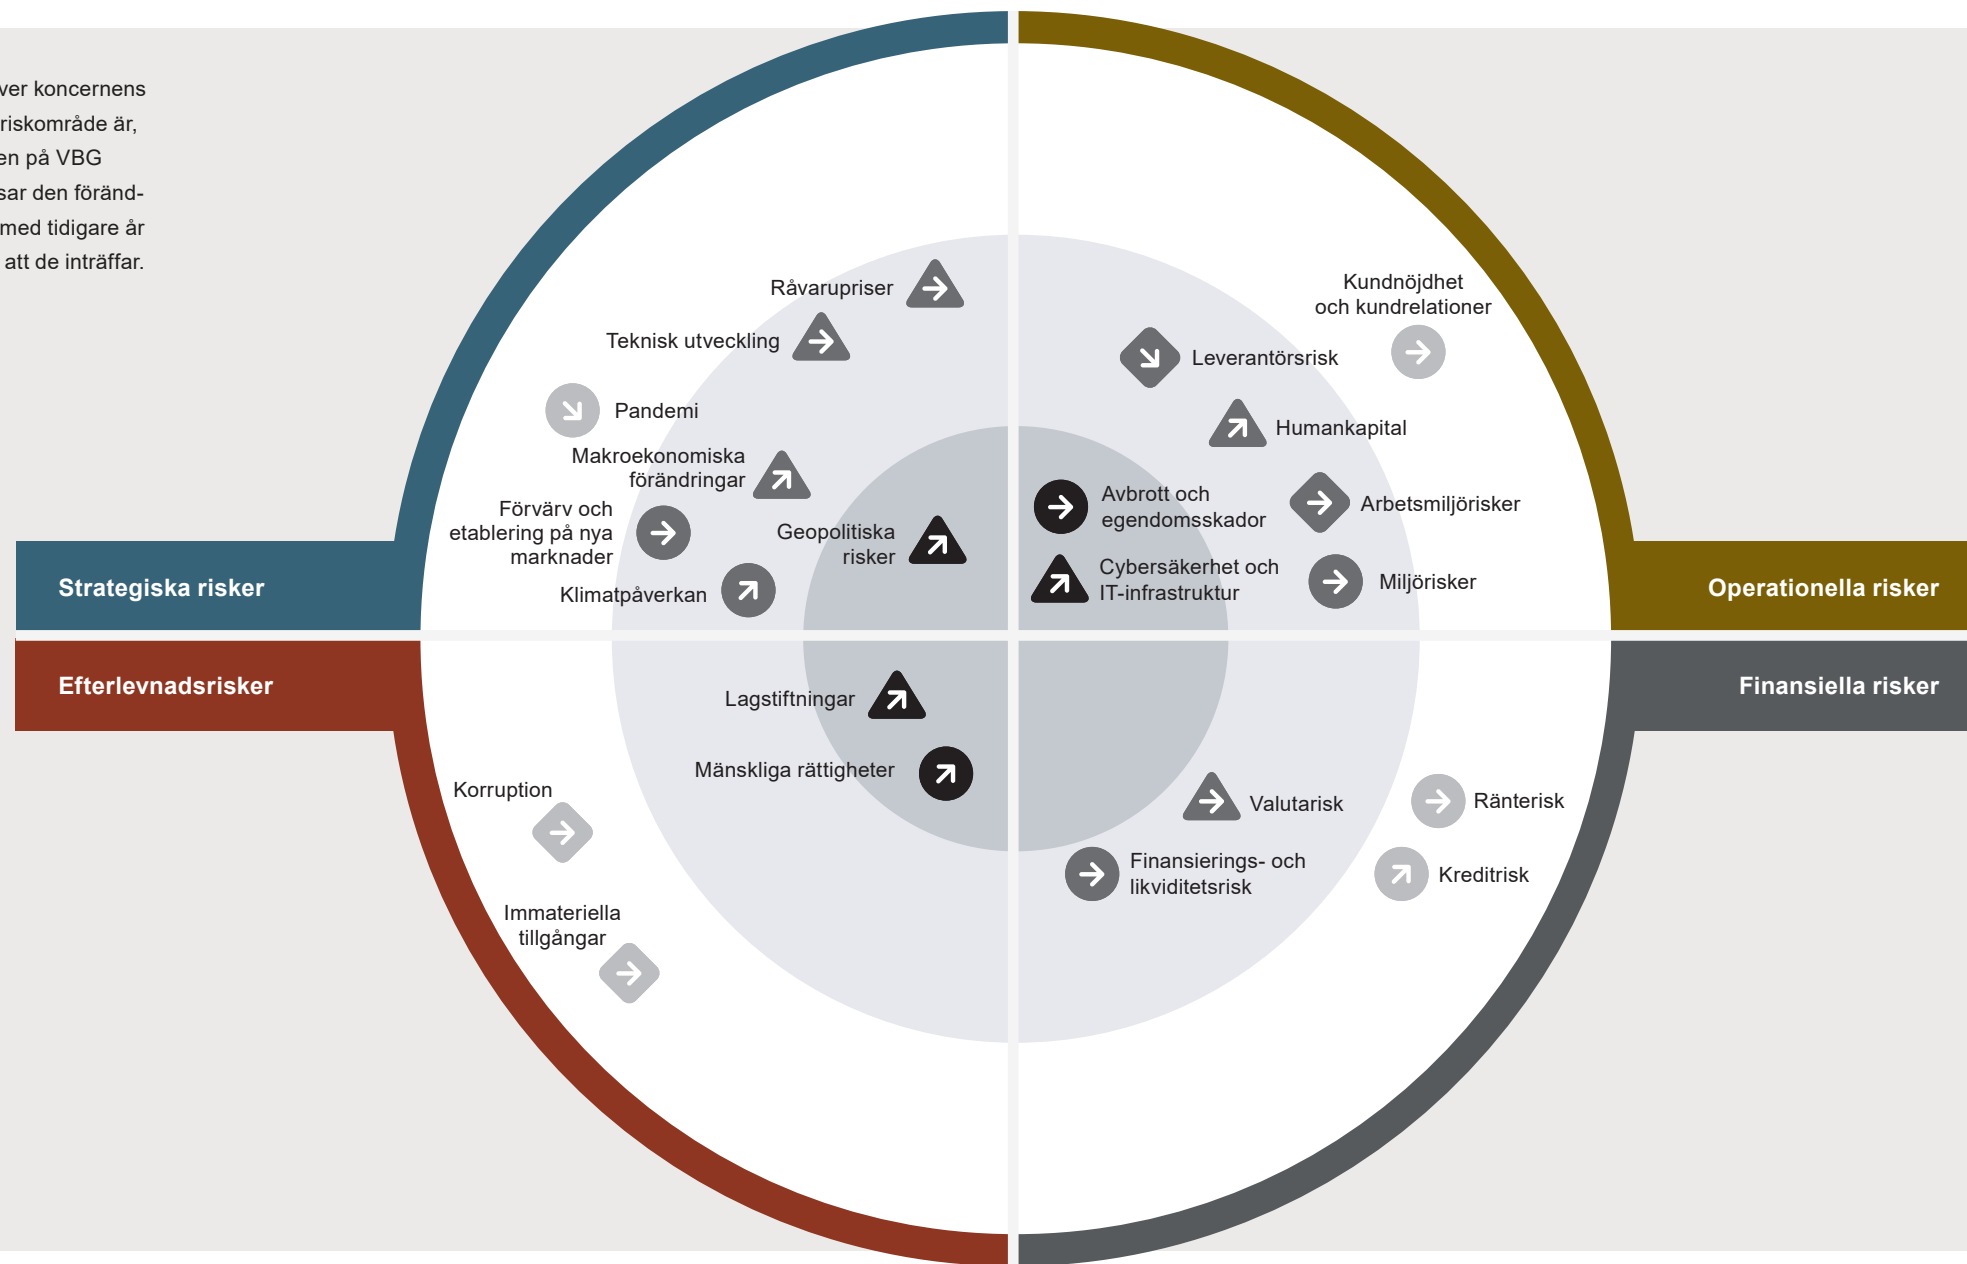 ver koncernens
riskområde är,
en på VBG
sar den föränd-
med tidigare år
att de inträffar.
Råvarupriser
Teknisk utveckling
Pandemi
Makroekonomiska
förändringar
Förvärv och
etablering på nya
marknader
Geopolitiska
risker
Klimatpåverkan
Strategiska risker
Kundnöjdhet
och kundrelationer
Leverantörsrisk
Humankapital
Avbrott och
egendomsskador
Arbetsmiljörisker
Cybersäkerhet och
IT-infrastruktur
Miljörisker
Operationella risker
Efterlevnadsrisker
Lagstiftningar
Mänskliga rättigheter
Korruption
Immateriella
tillgångar
Finansiella risker
Valutarisk
Ränterisk
Finansierings- och
likviditetsrisk
Kreditrisk